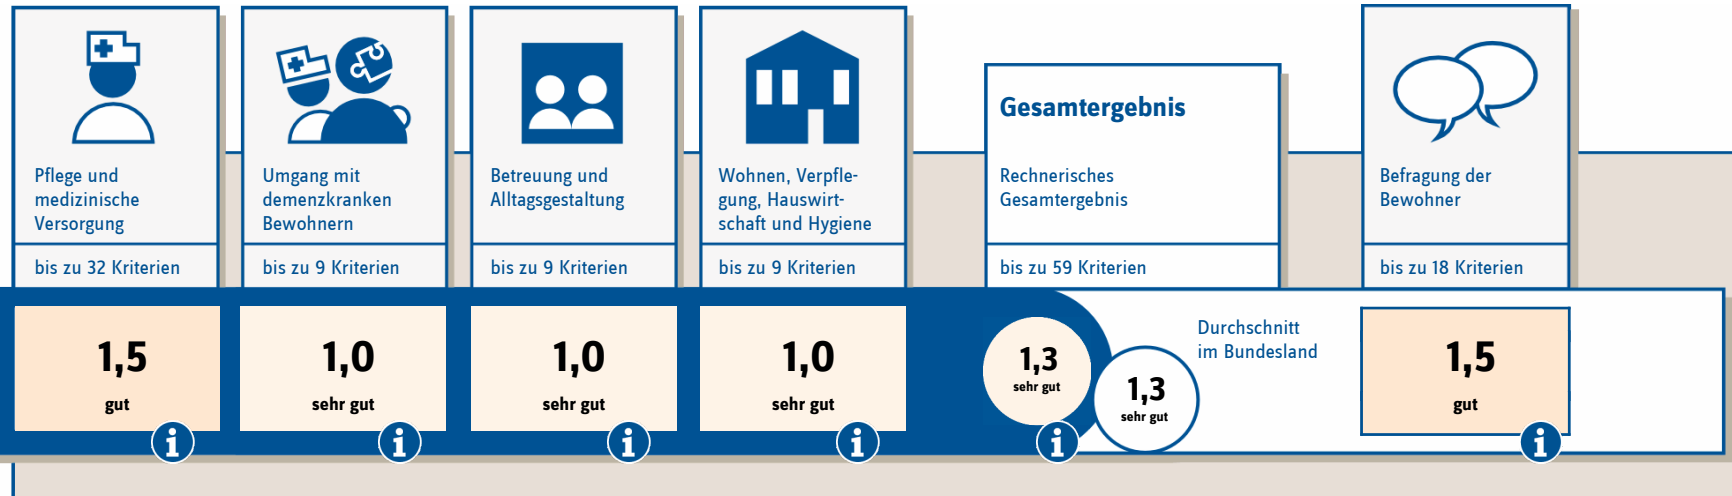 Pflege und
medizinische
Versorgung
bis zu 32 Kriterien
1,5
gut
Umgang mit
demenzkranken
Bewohnern
bis zu 9 Kriterien
1,0
sehr gut
Betreuung und
Alltagsgestaltung
bis zu 9 Kriterien
1,0
sehr gut
Wohnen, Verpfle-
gung, Hauswirt-
schaft und Hygiene
bis zu 9 Kriterien
1,0
sehr gut
Gesamtergebnis
Rechnerisches
Gesamtergebnis
bis zu 59 Kriterien
1,3
sehr gut
1,3
sehr gut
Durchschnitt
im Bundesland
Befragung der
Bewohner
bis zu 18 Kriterien
1,5
gut